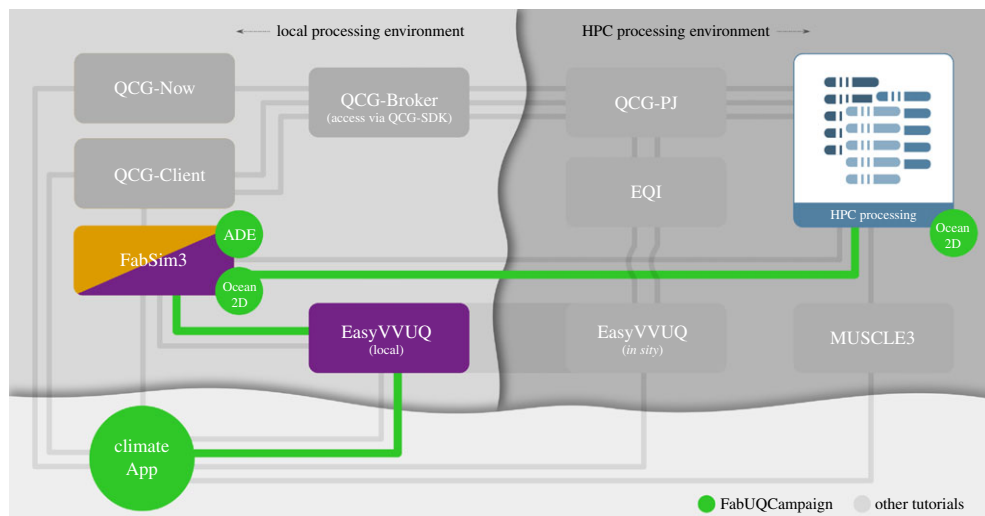 local processing environment
HPC processing environment
QCG-Now
QCG-Broker
(access via QCG-SDK)
QCG-PJ
QCG-Client
EQI
HPC processing
ADE
Ocean
2D
FabSim3
Ocean
2D
EasyVVUQ
(local)
EasyVVUQ
(in sity)
MUSCLE3
climate
App
FabUQCampaign
other tutorials